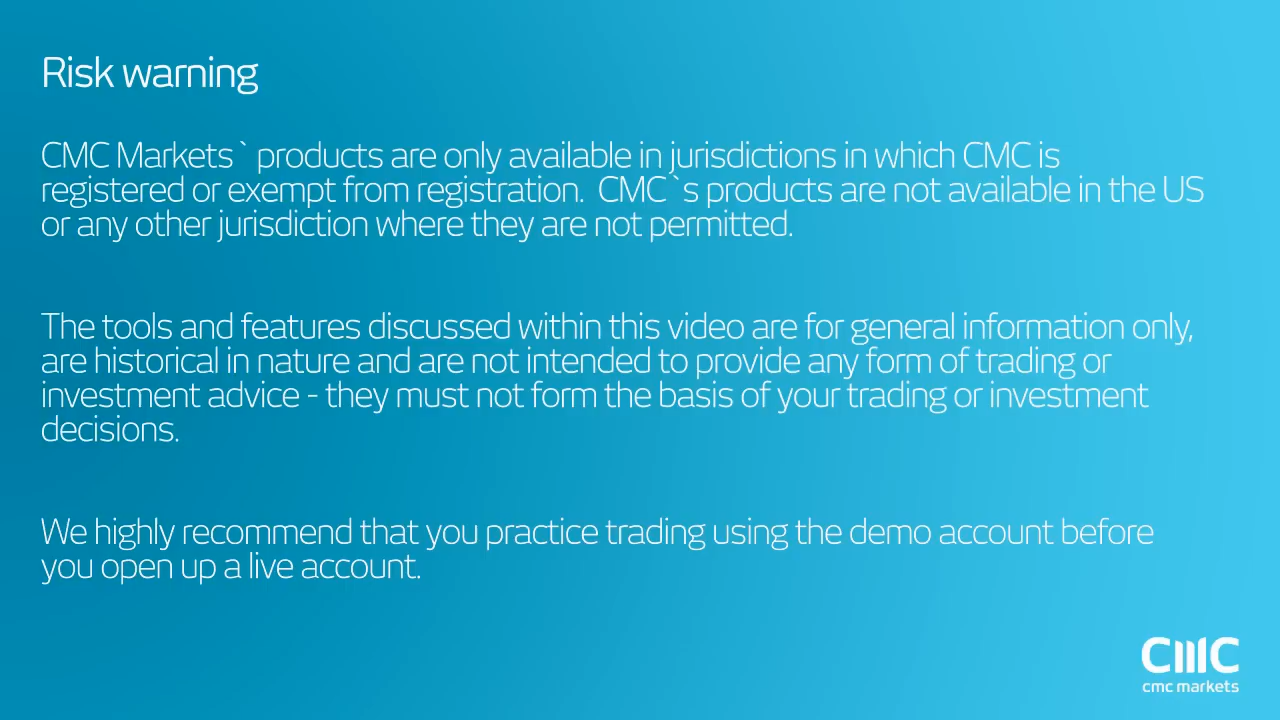 Risk warning
CMC Markets` products are only available in jurisdictions in which CMC is
registered or exempt from registration.  CMC`s products are not available in the US
or any other jurisdiction where they are not permitted.
The tools and features discussed within this video are for general information only,
are historical in nature and are not intended to provide any form of trading or
investment advice - they must not form the basis of your trading or investment
decisions.
We highly recommend that you practice trading using the demo account before
you open up a live account.
CMC
cmc markets